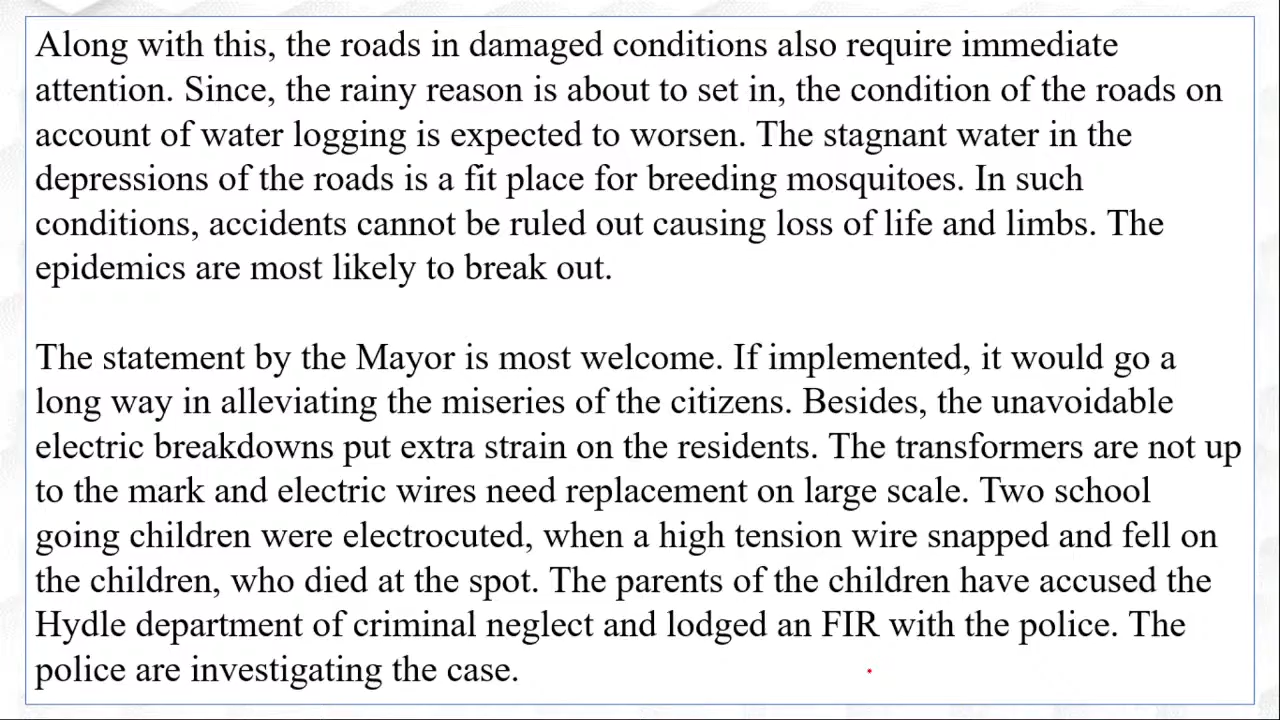 Along with this, the roads in damaged conditions also require immediate
attention. Since, the rainy reason is about to set in, the condition of the roads on
account of water logging is expected to worsen. The stagnant water in the
depressions of the roads is a fit place for breeding mosquitoes. In such
conditions, accidents cannot be ruled out causing loss of life and limbs. The
epidemics are most likely to break out.
The statement by the Mayor is most welcome. If implemented, it would go a
long way in alleviating the miseries of the citizens. Besides, the unavoidable
electric breakdowns put extra strain on the residents. The transformers are not up
to the mark and electric wires need replacement on large scale. Two school
going children were electrocuted, when a high tension wire snapped and fell on
the children, who died at the spot. The parents of the children have accused the
Hydle department of criminal neglect and lodged an FIR with the police. The
police are investigating the case.